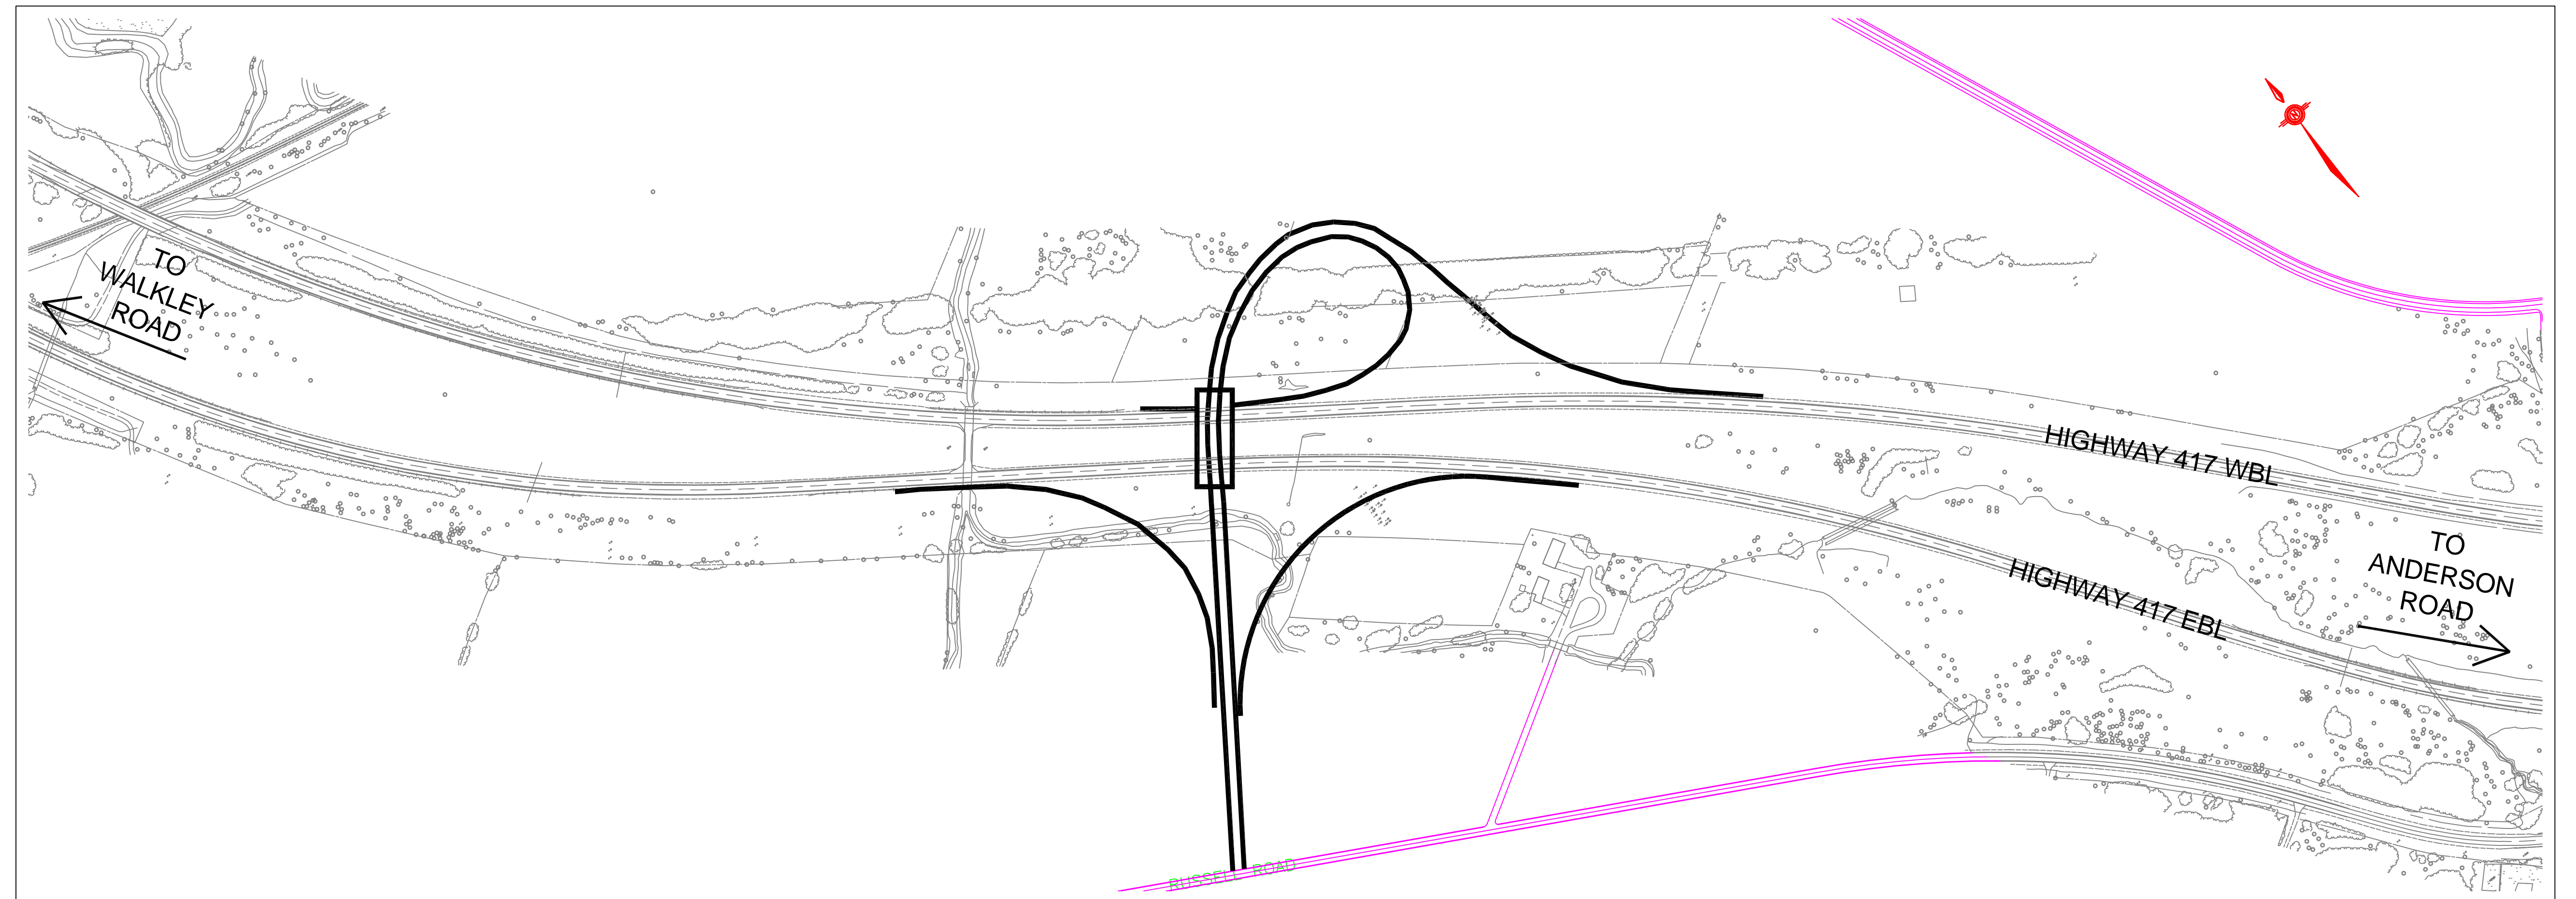 TO
WALKLEY
ROAD
HIGHWAY 417 WBL
HIGHWAY 417 EBL
TO
ANDERSON
ROAD
RUSSELL ROAD